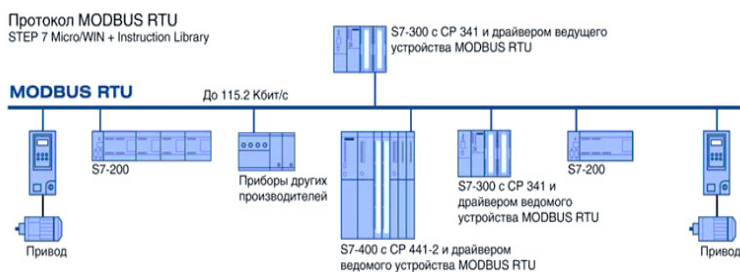 Протокол MODBUS RTU
STEP 7 Micro/WIN + Instruction Library
S7-300 с CP 341 и драйвером ведущего
устройства MODBUS RTU
MODBUS RTU
До 115.2 Кбит/с
S7-200
Приборы других
производителей
S7-300 с CP 341 и
драйвером ведомого
устройства MODBUS RTU
S7-200
Привод
S7-400 с CP 441-2 и драйвером
ведомого устройства MODBUS RTU
Привод